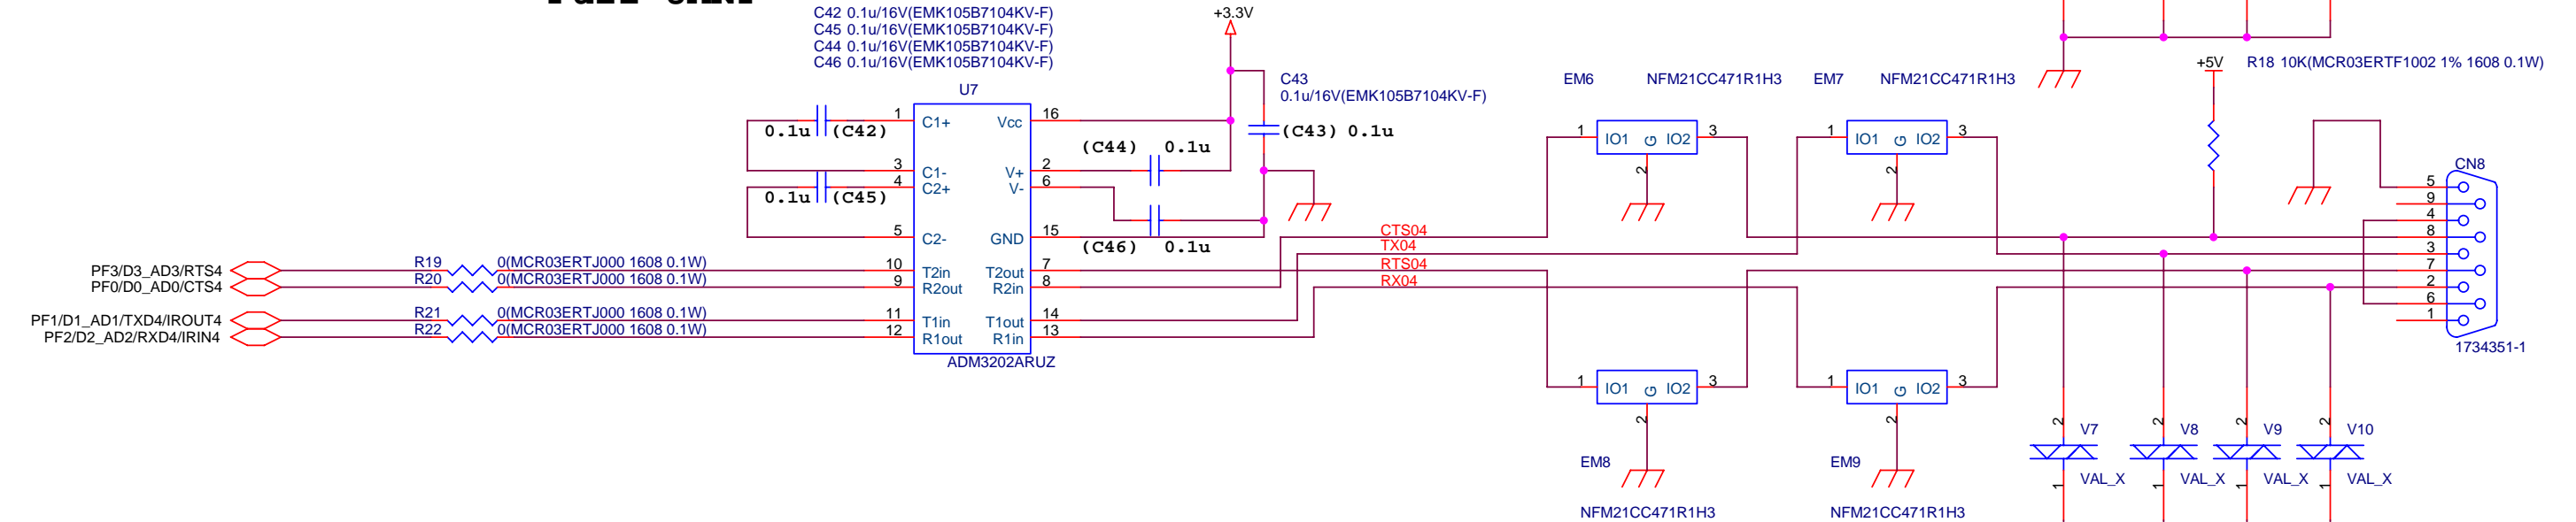 C42 0.1u/16V(EMK105B7104KV-F)
C45 0.1u/16V(EMK105B7104KV-F)
C44 0.1u/16V(EMK105B7104KV-F)
C46 0.1u/16V(EMK105B7104KV-F)
+3.3V
+5V
R18 10K(MCR03ERTF1002 1% 1608 0.1W)
C43
0.1u/16V(EMK105B7104KV-F)
EM6 NFM21CC471R1H3
EM7 NFM21CC471R1H3
U7
0.1u (C42)
0.1u (C45)
1 C1+
3 C1-
4 C2+
5 C2-
10 T2in
9 R2out
11 T1in
12 R1out
Vcc 16
V+ 2
V- 6
GND 15
T2out 7
R2in 8
T1out 14
R1in 13
ADM3202ARUZ
(C43) 0.1u
(C44) 0.1u
(C46) 0.1u
1 IO1 G IO2 3
2
1 IO1 G IO2 3
2
CN8
5
9
4
8
3
7
2
6
1
1734351-1
CTS04
TX04
RTS04
RX04
PF3/D3_AD3/RTS4
R19 0(MCR03ERTJ000 1608 0.1W)
PF0/D0_AD0/CTS4
R20 0(MCR03ERTJ000 1608 0.1W)
PF1/D1_AD1/TXD4/IROUT4
R21 0(MCR03ERTJ000 1608 0.1W)
PF2/D2_AD2/RXD4/IRIN4
R22 0(MCR03ERTJ000 1608 0.1W)
1 IO1 G IO2 3
2
1 IO1 G IO2 3
2
EM8
NFM21CC471R1H3
EM9
NFM21CC471R1H3
2 V7
1 VAL_X
2 V8
1 VAL_X
2 V9
1 VAL_X
2 V10
1 VAL_X